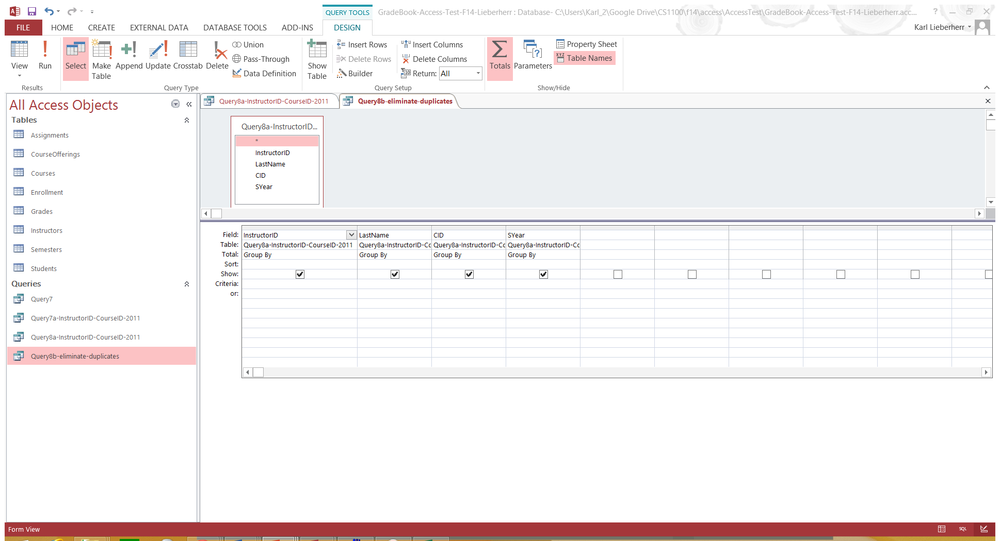 QUERY TOOLS
GradeBook-Access-Test-F14-Lieberherr : Database- C:\Users\Karl_2\Google Drive\CS1100\f14\access\AccessTest\GradeBook-Access-Test-F14-Lieberherr.acc...
?
FILE HOME CREATE EXTERNAL DATA DATABASE TOOLS ADD-INS DESIGN
Karl Lieberherr
View
Run
Select
Make Table
Append
Update
Crosstab
Delete
Union
Pass-Through
Data Definition
Show Table
Insert Rows
Delete Rows
Builder
Insert Columns
Delete Columns
Return: All
Totals
Parameters
Property Sheet
Table Names
Results
Query Type
Query Setup
Show/Hide
All Access Objects
Tables
Assignments
CourseOfferings
Courses
Enrollment
Grades
Instructors
Semesters
Students
Queries
Query7
Query7a-InstructorID-CourseID-2011
Query8a-InstructorID-CourseID-2011
Query8b-eliminate-duplicates
Query8a-InstructorID-CourseID-2011
Query8b-eliminate-duplicates
Query8a-InstructorID...
*
InstructorID
LastName
CID
SYear
Field: InstructorID LastName CID SYear
Table: Query8a-InstructorID-CourseID-2011 Query8a-InstructorID-Cc Query8a-InstructorID-Cc Query8a-InstructorID-Cc
Total: Group By Group By Group By Group By
Sort:
Show:
Criteria:
or:
Form View
SQL